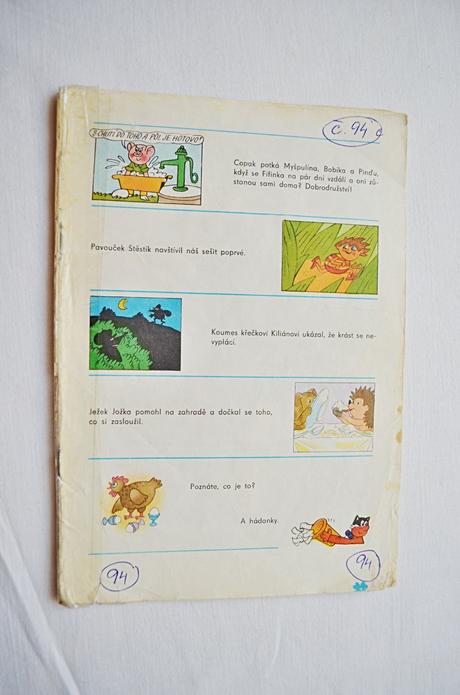 č. 94
S CHUTÍ DO TOHO A PŮL JE HOTOVO!
Copak potká Myšpulína, Bobíka a Pinďu,
když se Fifinka na pár dní vzdálí a oni zů-
stanou sami doma? Dobrodružství!
Pavouček Štěstík navštívil náš sešit poprvé.
Koumes křečkovi Kiliánovi ukázal, že krást se ne-
vyplácí.
Ježek Jožka pomohl na zahradě a dočkal se toho,
co si zasloužil.
Poznáte, co je to?
A hádanky.
94
94